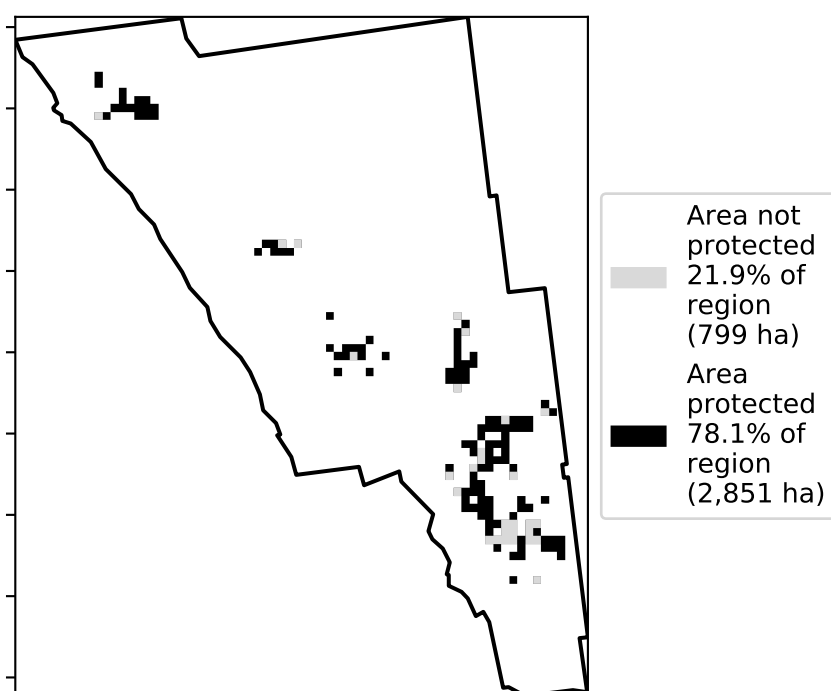 Area not
protected
21.9% of
region
(799 ha)
Area
protected
78.1% of
region
(2,851 ha)